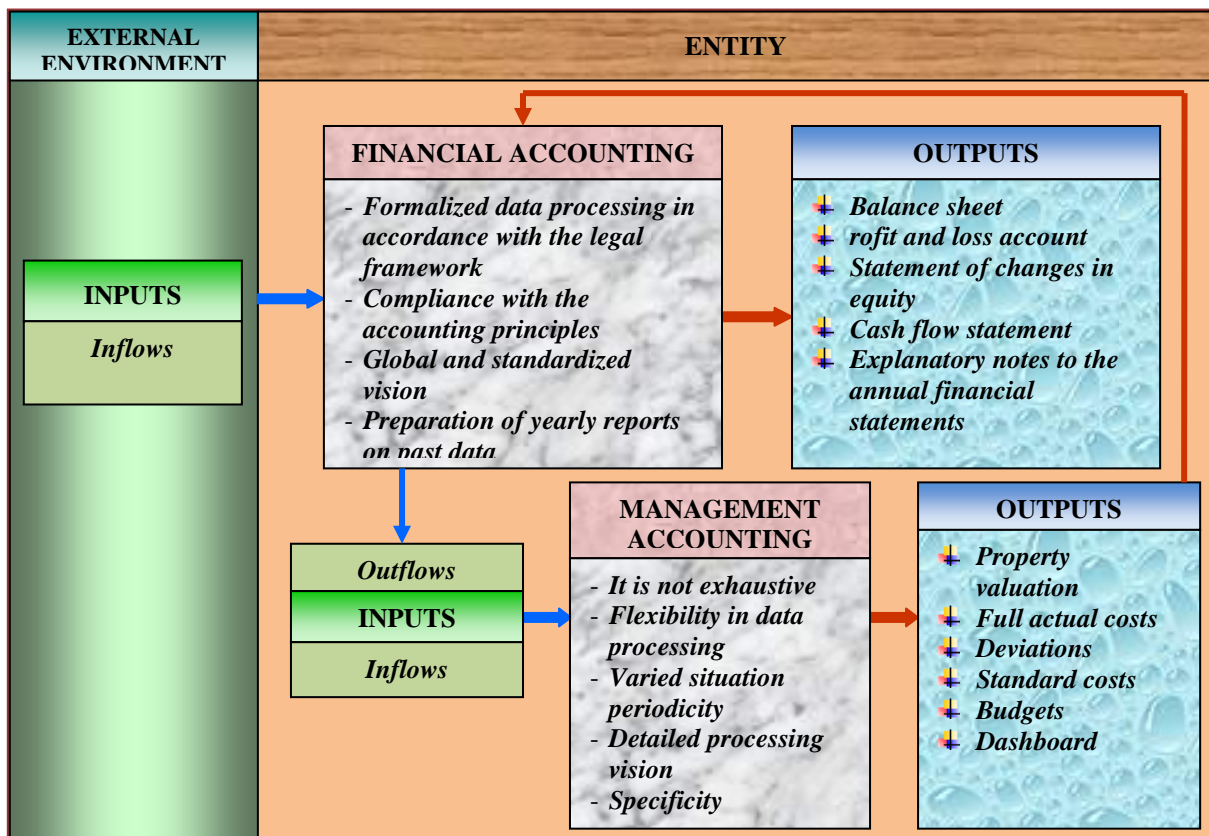 EXTERNAL
ENVIRONMENT
ENTITY
FINANCIAL ACCOUNTING
- Formalized data processing in
accordance with the legal
framework
- Compliance with the
accounting principles
- Global and standardized
vision
- Preparation of yearly reports
on past data
OUTPUTS
Balance sheet
rofit and loss account
Statement of changes in
equity
Cash flow statement
Explanatory notes to the
annual financial
statements
INPUTS
Inflows
Outflows
INPUTS
Inflows
MANAGEMENT
ACCOUNTING
- It is not exhaustive
- Flexibility in data
processing
- Varied situation
periodicity
- Detailed processing
vision
- Specificity
OUTPUTS
Property
valuation
Full actual costs
Deviations
Standard costs
Budgets
Dashboard